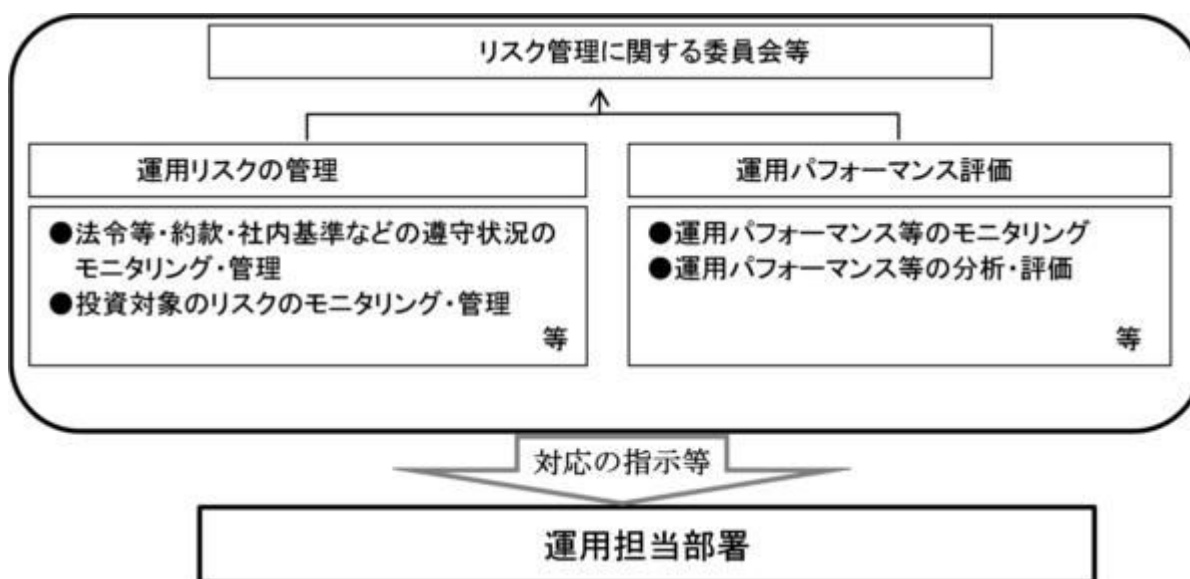 リスク管理に関する委員会等
運用リスクの管理
●法令等・約款・社内基準などの遵守状況の
モニタリング・管理
●投資対象のリスクのモニタリング・管理
等
運用パフォーマンス評価
●運用パフォーマンス等のモニタリング
●運用パフォーマンス等の分析・評価
等
対応の指示等
運用担当部署